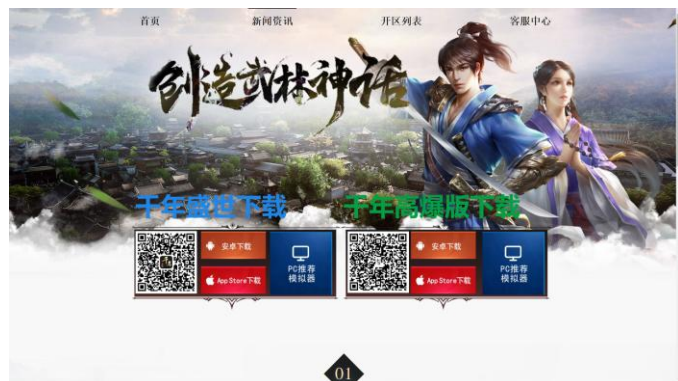 首页 新闻资讯 开区列表 客服中心
创造武林神话
千年盛世下载 千年高爆版下载
安卓下载
App Store下载
PC推荐
模拟器
安卓下载
App Store下载
PC推荐
模拟器
01